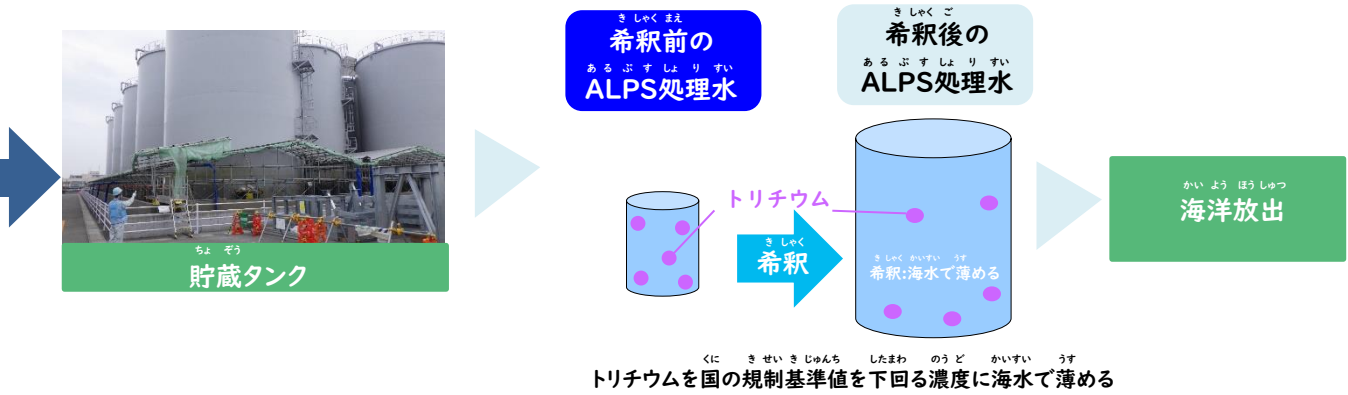 ちょ ぞう
貯蔵タンク
き しゃく まえ
希釈前の
あ る ぷ す しょ り すい
ALPS処理水
き しゃく ご
希釈後の
あ る ぷ す しょ り すい
ALPS処理水
トリチウム
き しゃく
希釈
き しゃく かいすい うす
希釈:海水で薄める
かい よう ほう しゅつ
海洋放出
くに き せい き じゅんち したまわ のう ど かいすい うす
トリチウムを国の規制基準値を下回る濃度に海水で薄める